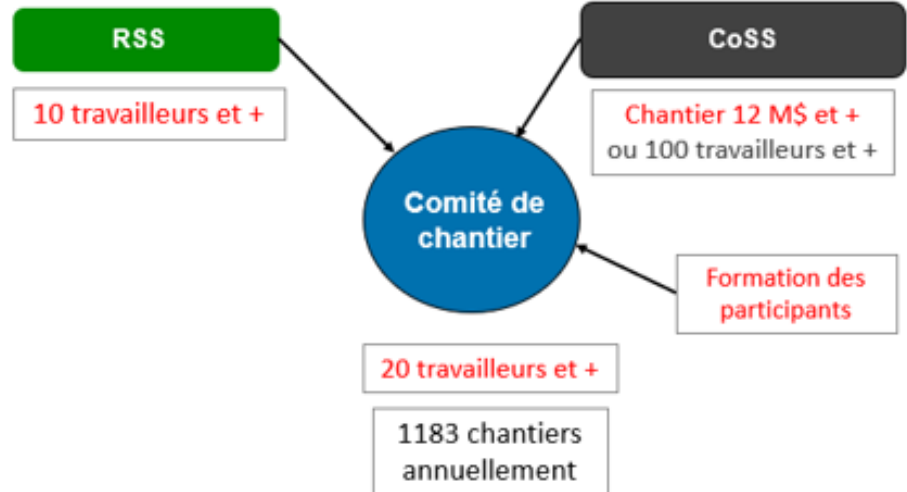 RSS
10 travailleurs et +
CoSS
Chantier 12 M$ et +
ou 100 travailleurs et +
Comité de
chantier
Formation des
participants
20 travailleurs et +
1183 chantiers
annuellement